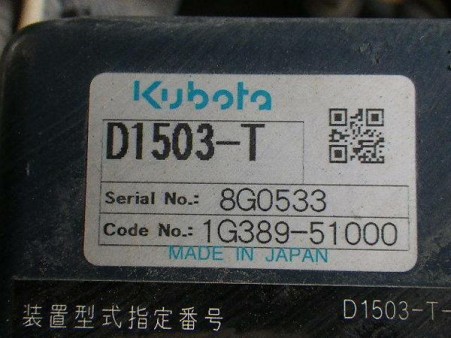 Kubota
D1503-T
Serial No.: 8G0533
Code No.: 1G389-51000
MADE IN JAPAN
装置型式指定番号 D1503-T-